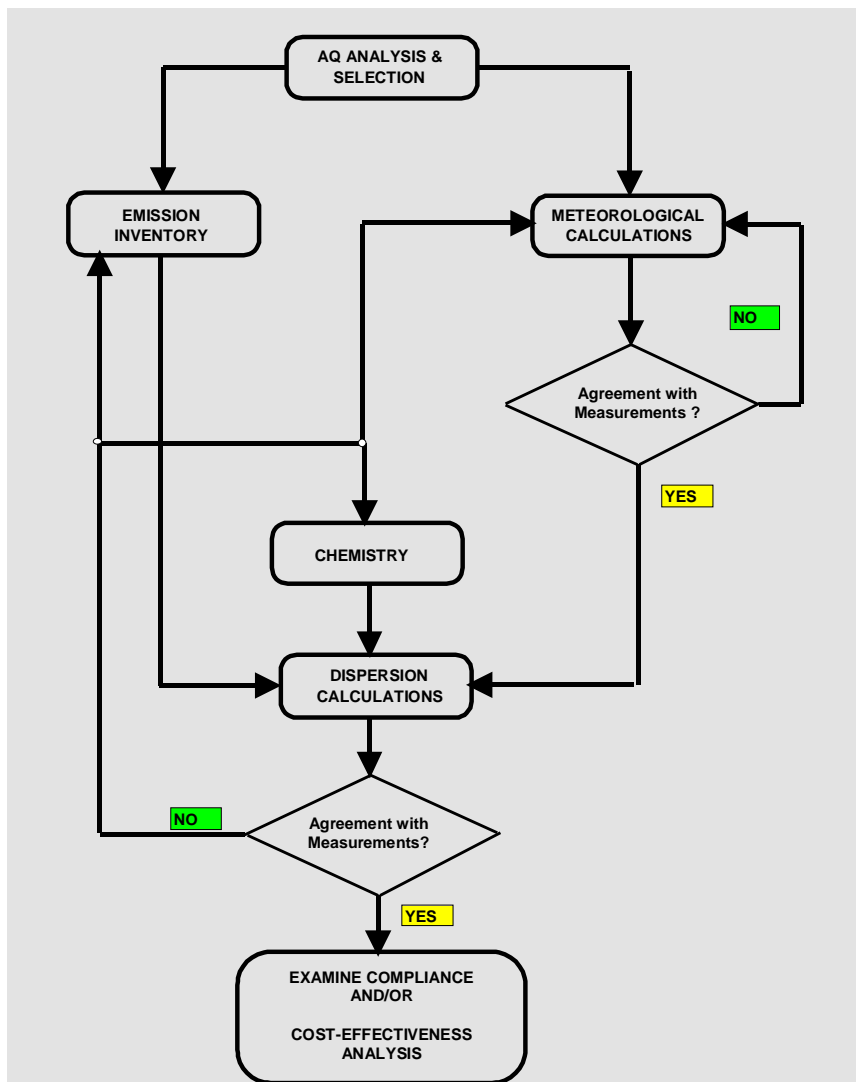 AQ ANALYSIS &
SELECTION
EMISSION
INVENTORY
METEOROLOGICAL
CALCULATIONS
NO
Agreement with
Measurements ?
YES
CHEMISTRY
DISPERSION
CALCULATIONS
NO
Agreement with
Measurements?
YES
EXAMINE COMPLIANCE
AND/OR
COST-EFFECTIVENESS
ANALYSIS